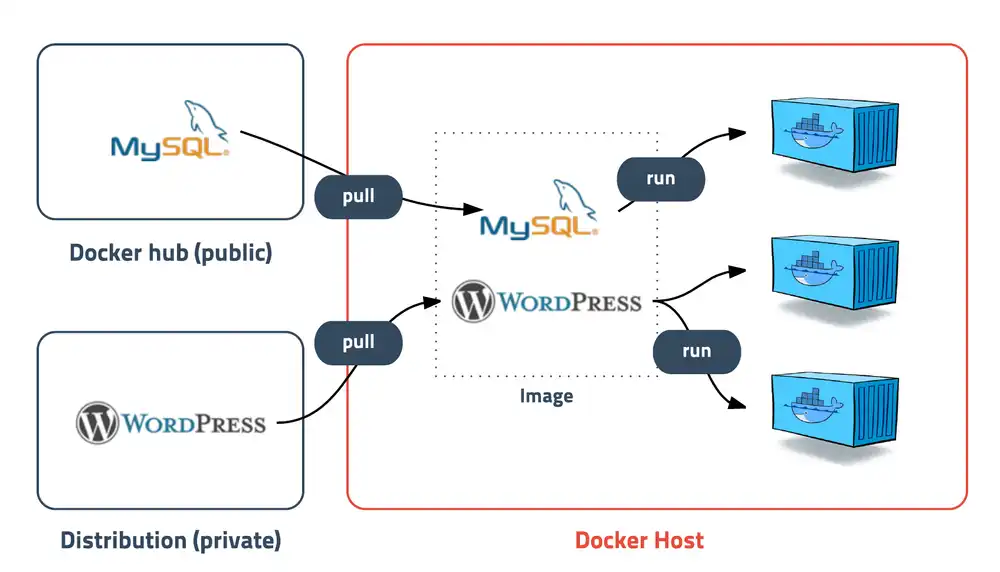 MySQL®
pull
Docker hub (public)
WORDPRESS
pull
Distribution (private)
MySQL®
WORDPRESS
Image
run
run
Docker Host